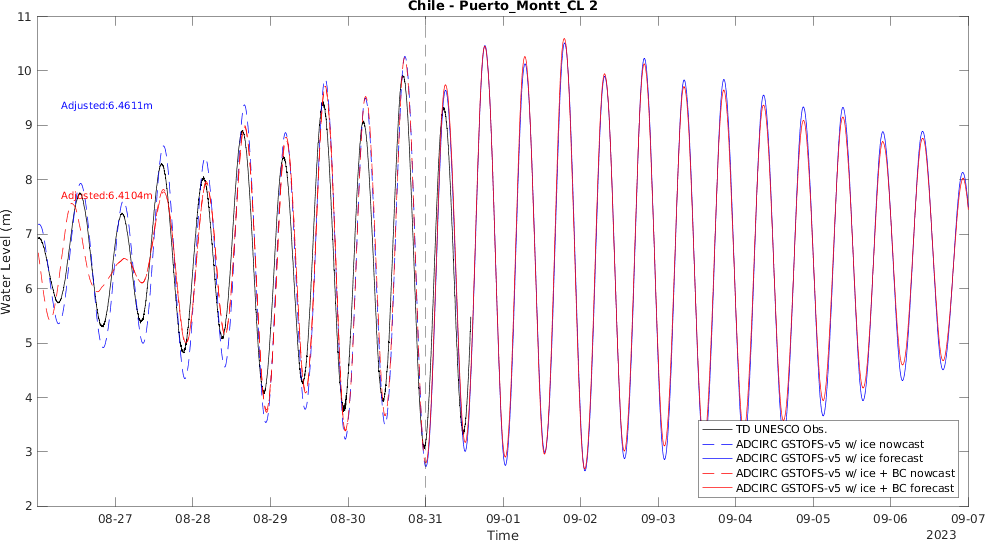 Chile - Puerto_Montt_CL 2
11
10
9
8
7
6
5
4
3
2
Water Level (m)
Adjusted:6.4611m
Adjusted:6.4104m
TD UNESCO Obs.
ADCIRC GSTOFS-v5 w/ ice nowcast
ADCIRC GSTOFS-v5 w/ ice forecast
ADCIRC GSTOFS-v5 w/ ice + BC nowcast
ADCIRC GSTOFS-v5 w/ ice + BC forecast
08-27 08-28 08-29 08-30 08-31 09-01 09-02 09-03 09-04 09-05 09-06 09-07
Time
2023